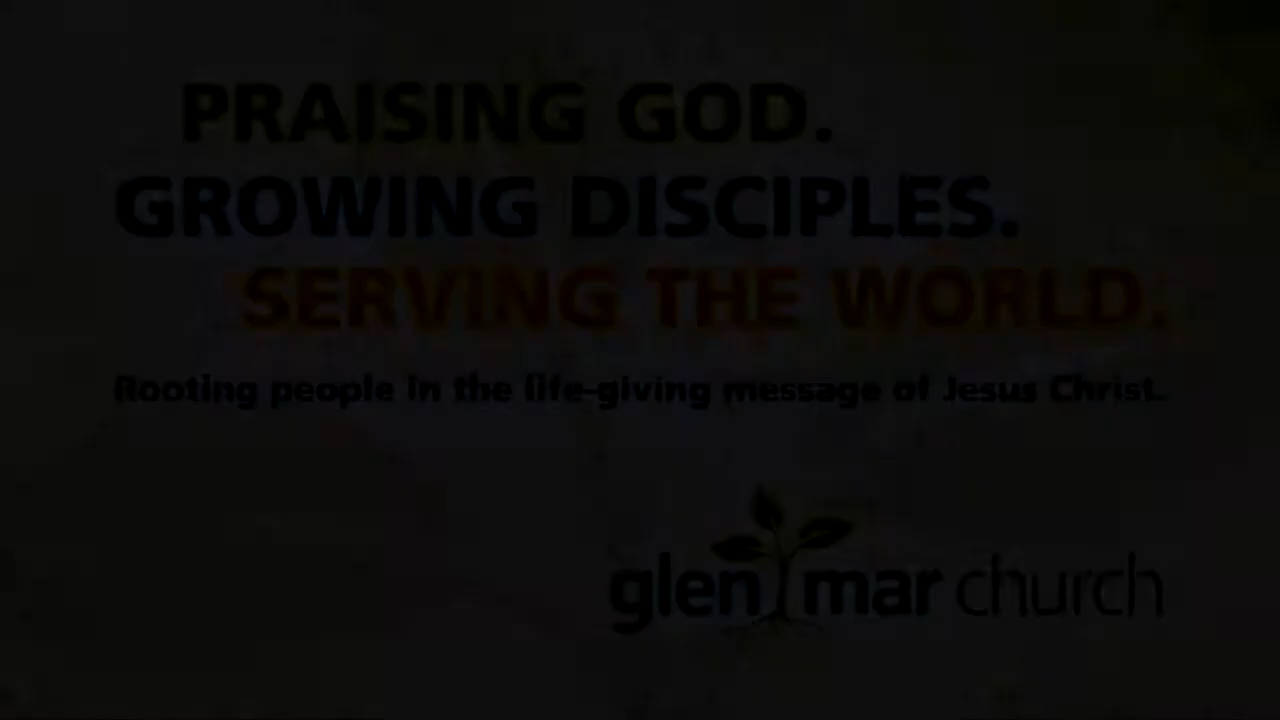 PRAISING GOD.
GROWING DISCIPLES.
SERVING THE WORLD.
Rooting people in the life-giving message of Jesus Christ.
glen mar church